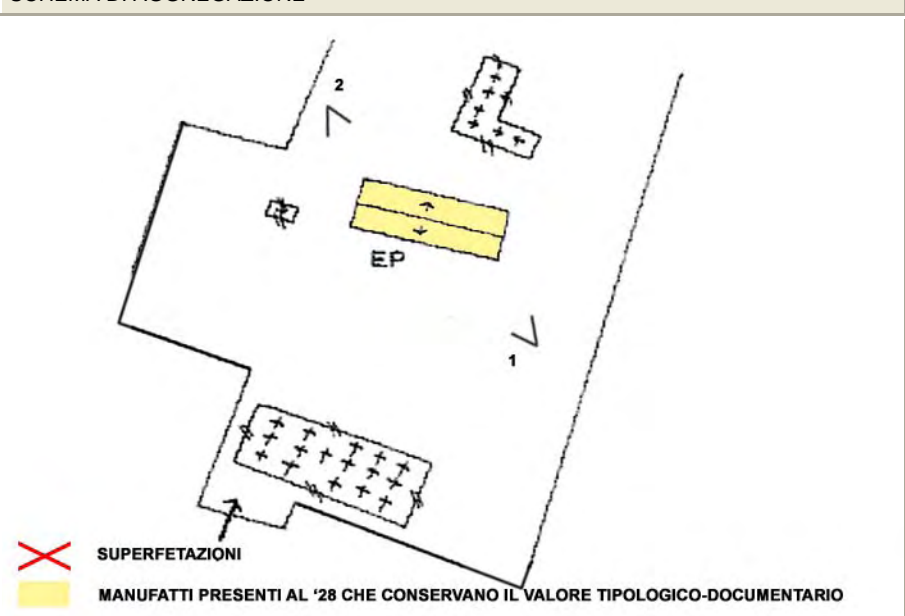 2
EP
1
SUPERFETAZIONI
MANUFATTI PRESENTI AL ‘28 CHE CONSERVANO IL VALORE TIPOLOGICO-DOCUMENTARIO